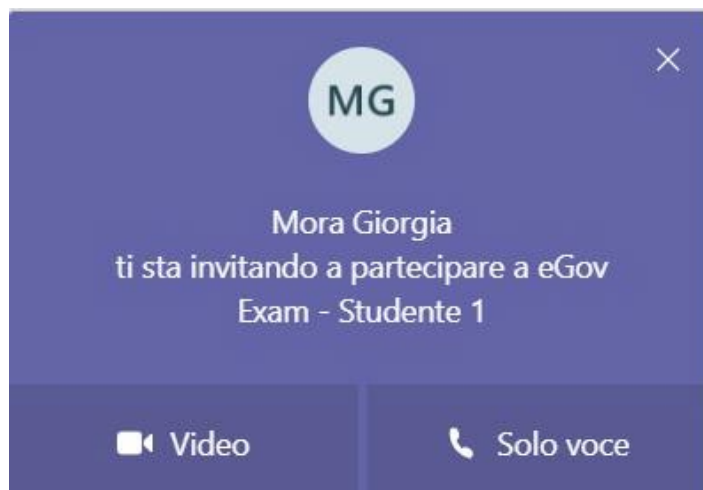 MG
Mora Giorgia
ti sta invitando a partecipare a eGov
Exam - Studente 1
Video
Solo voce